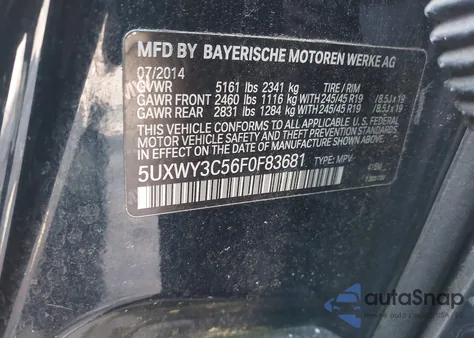 MFD BY BAYERISCHE MOTOREN WERKE AG
07/2014
GVWR 5161 lbs 2341 kg TIRE / RIM
GAWR FRONT 2460 lbs 1116 kg WITH 245/45 R19 / 8.5J x 19
GAWR REAR 2831 lbs 1284 kg WITH 245/45 R19 / 8.5J x 19
THIS VEHICLE CONFORMS TO ALL APPLICABLE U.S. FEDERAL
MOTOR VEHICLE SAFETY AND THEFT PREVENTION STANDARDS
IN EFFECT ON THE DATE OF MANUFACTURE SHOWN ABOVE.
5UXWY3C56F0F83681 TYPE: MPV
autoSnap